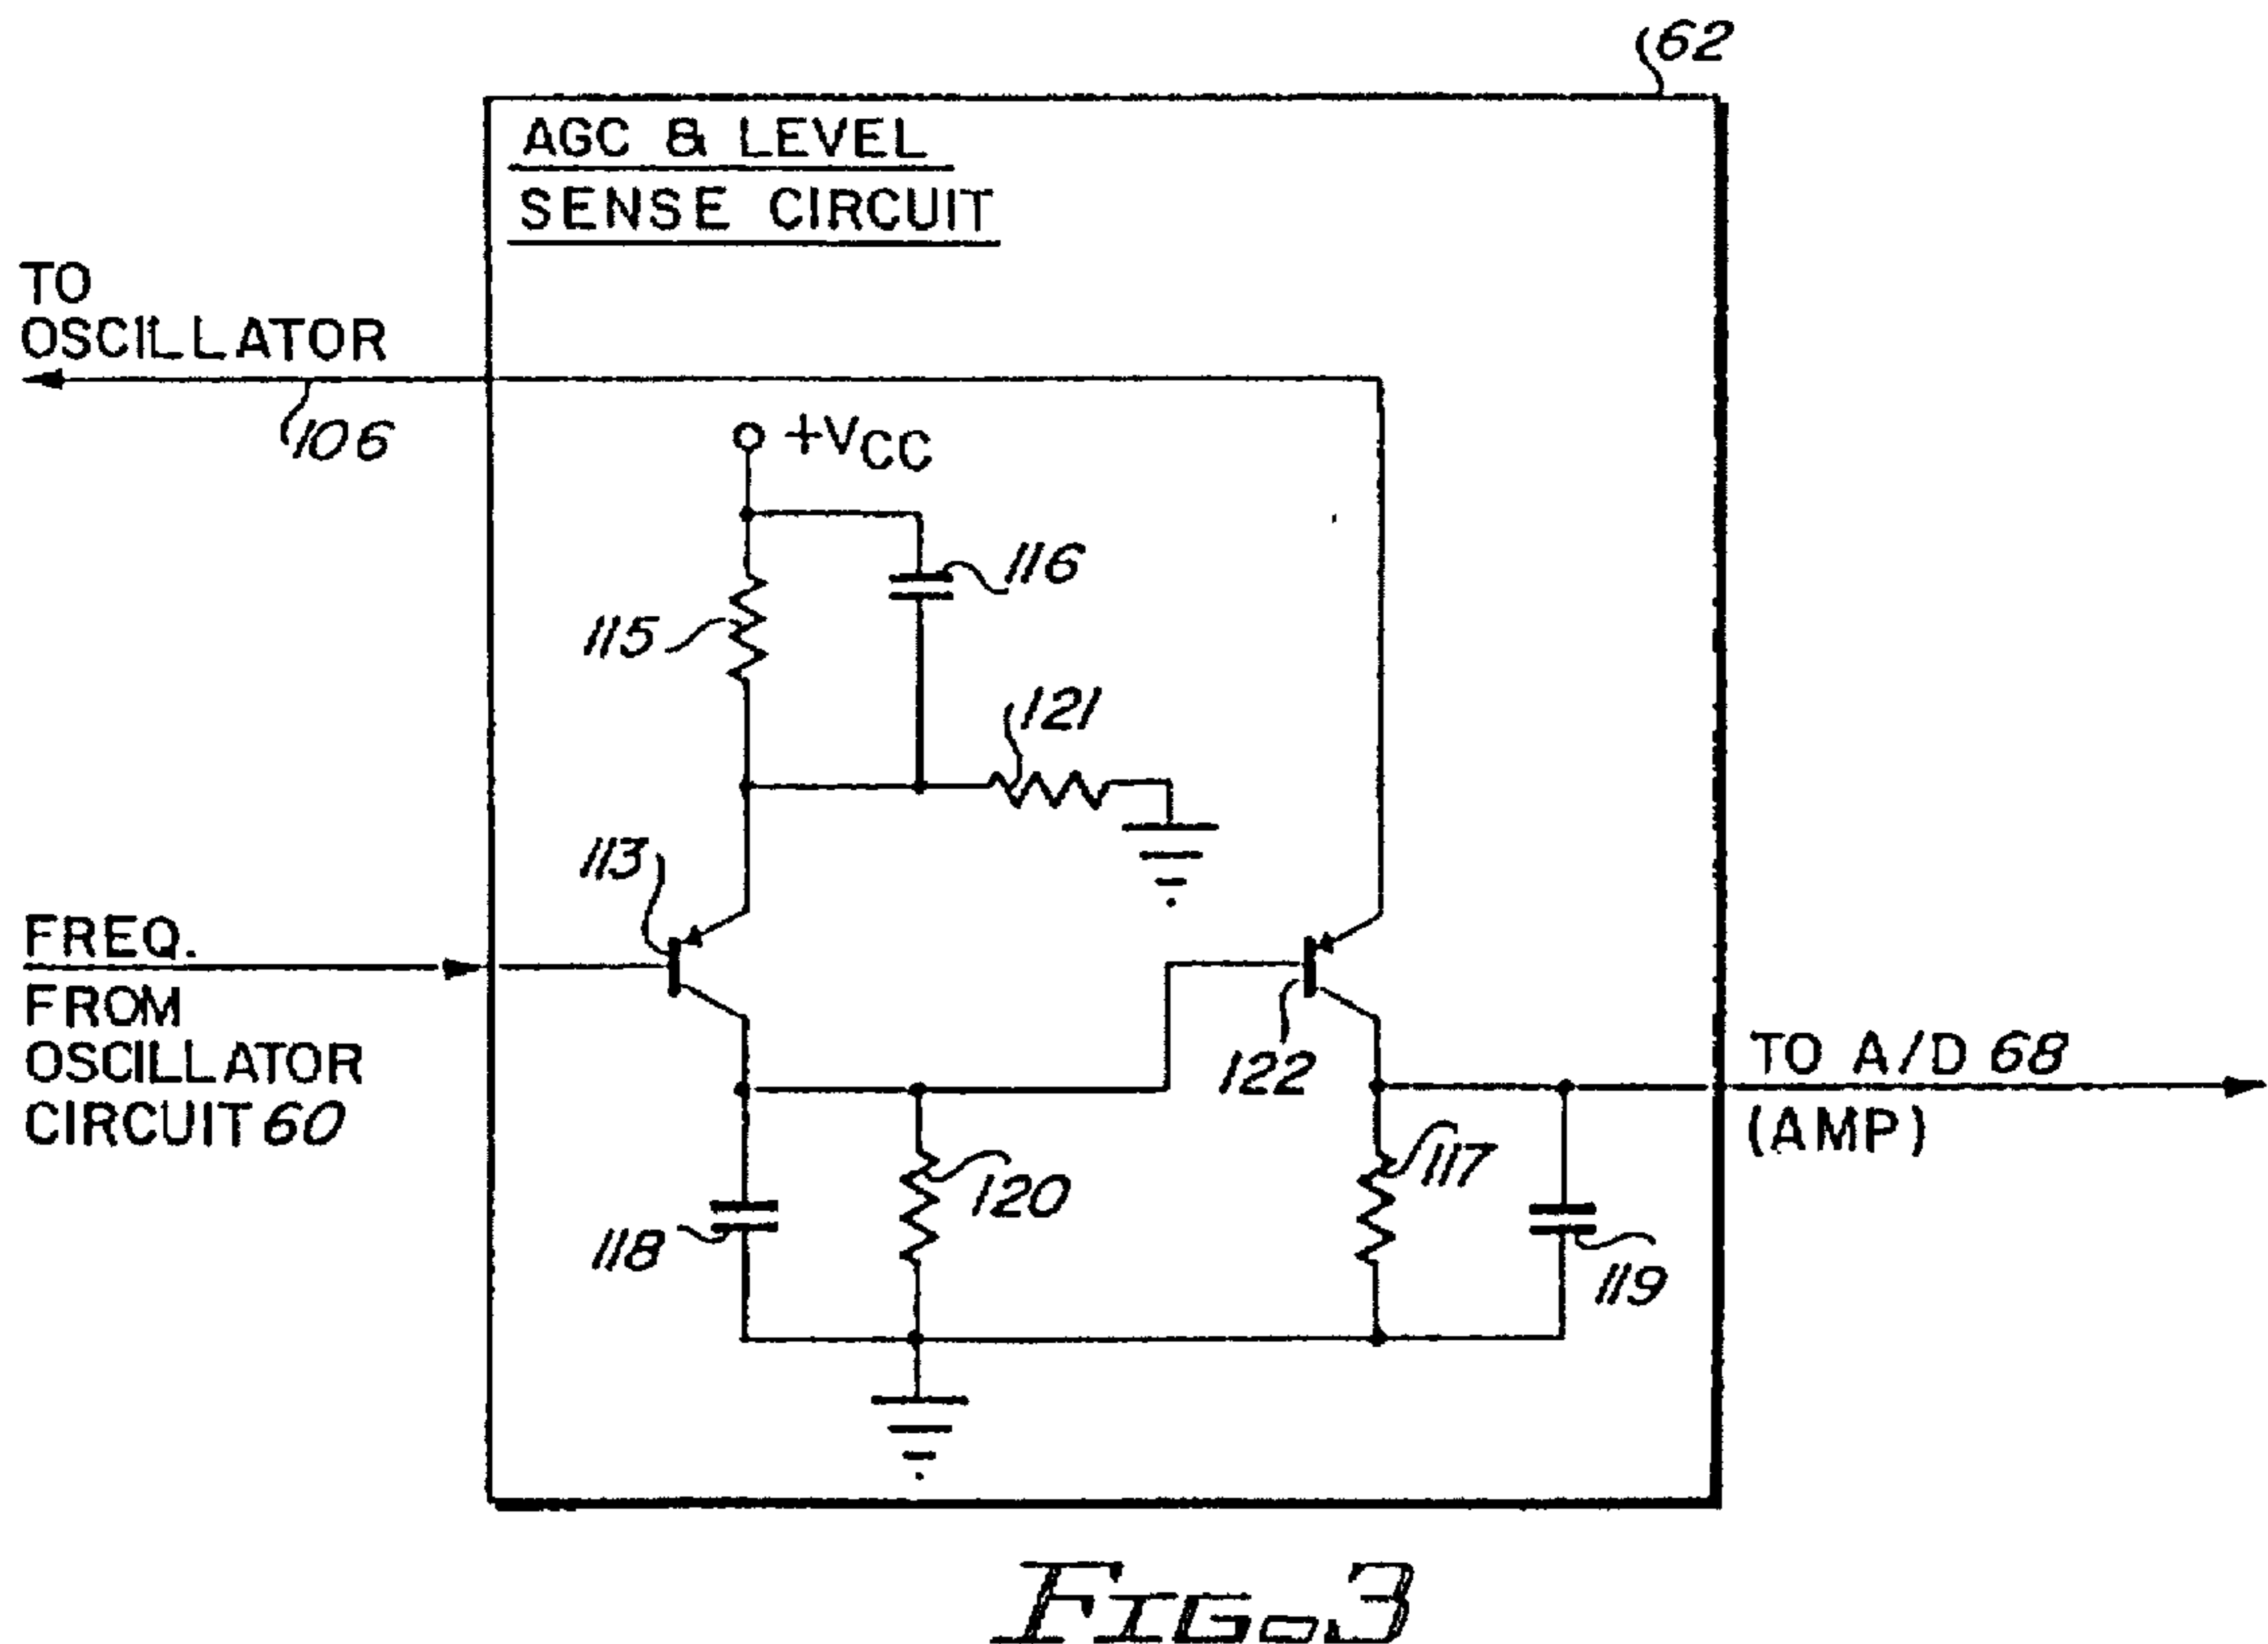 62
AGC & LEVEL
SENSE CIRCUIT
TO
OSCILLATOR
106
+VCC
116
115
121
113
FREQ.
FROM
OSCILLATOR
CIRCUIT 60
122
TO A/D 68
(AMP)
120
117
118
119
FIG. 3